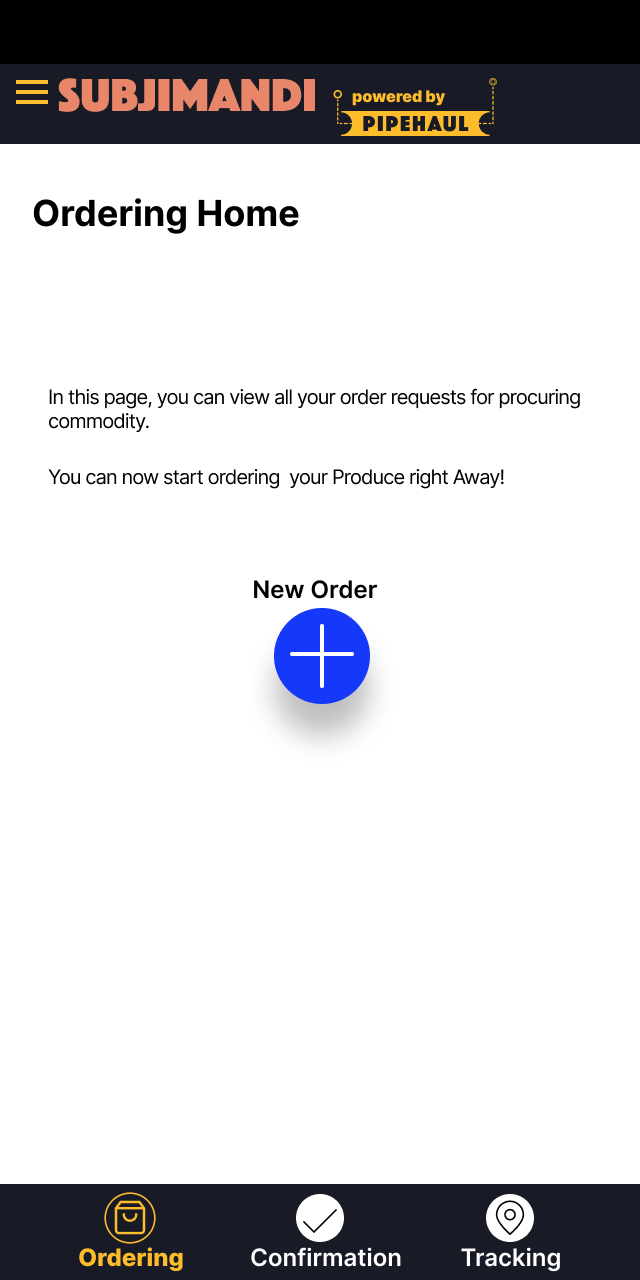 SUBJIMANDI
powered by
PIPEHAUL
Ordering Home
In this page, you can view all your order requests for procuring
commodity.
You can now start ordering  your Produce right Away!
New Order
Ordering
Confirmation
Tracking